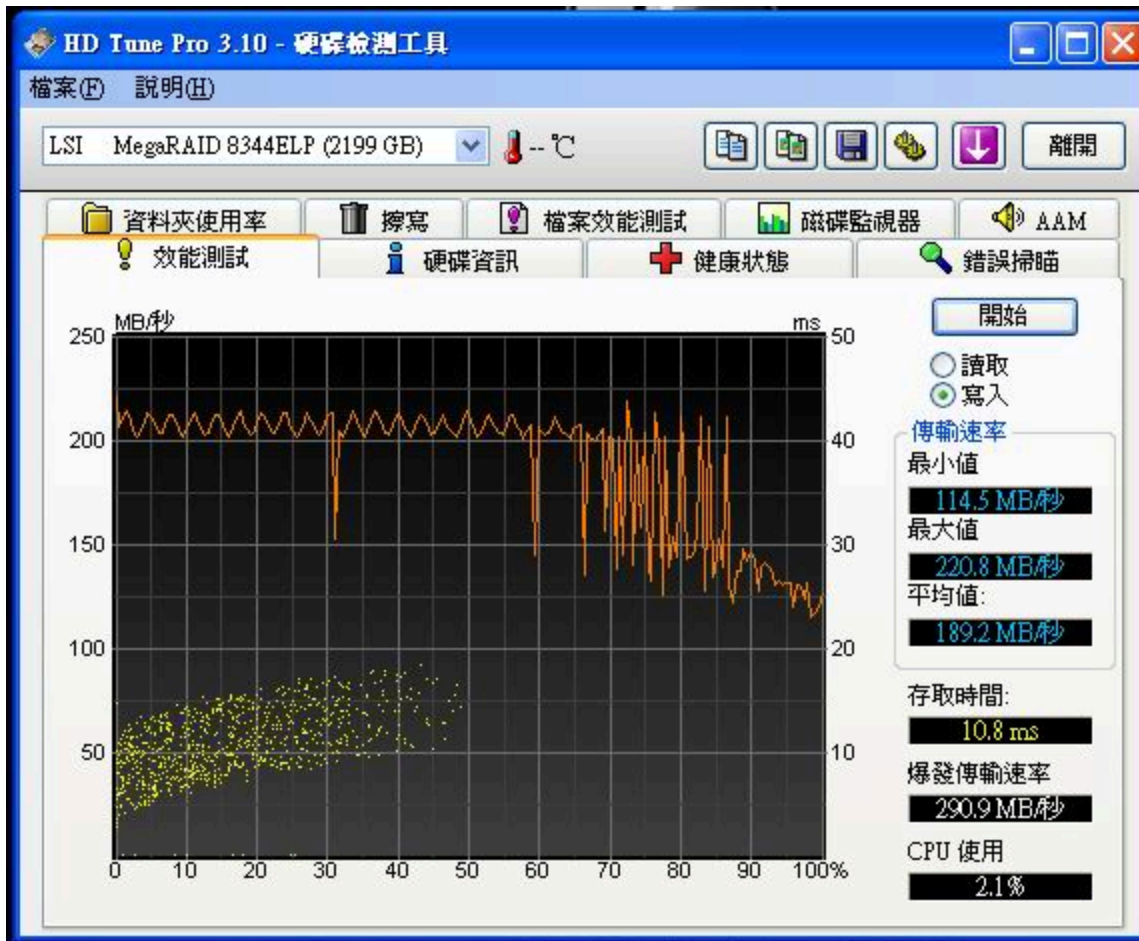 HD Tune Pro 3.10 - 硬碟檢測工具
檔案(F) 說明(H)
LSI MegaRAID 8344ELP (2199 GB) -- ℃ 離開
資料夾使用率 擦寫 檔案效能測試 磁碟監視器 AAM
效能測試 硬碟資訊 健康狀態 錯誤掃瞄
MB/秒 ms
250 50
200 40
150 30
100 20
50 10
0 10 20 30 40 50 60 70 80 90 100%
開始
讀取
寫入
傳輸速率
最小值
114.5 MB/秒
最大值
220.8 MB/秒
平均值:
189.2 MB/秒
存取時間:
10.8 ms
爆發傳輸速率
290.9 MB/秒
CPU 使用
2.1%